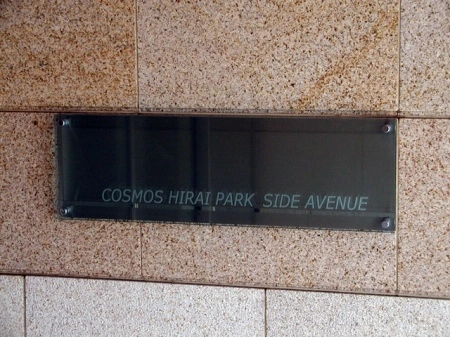 COSMOS HIRAI PARK SIDE AVENUE